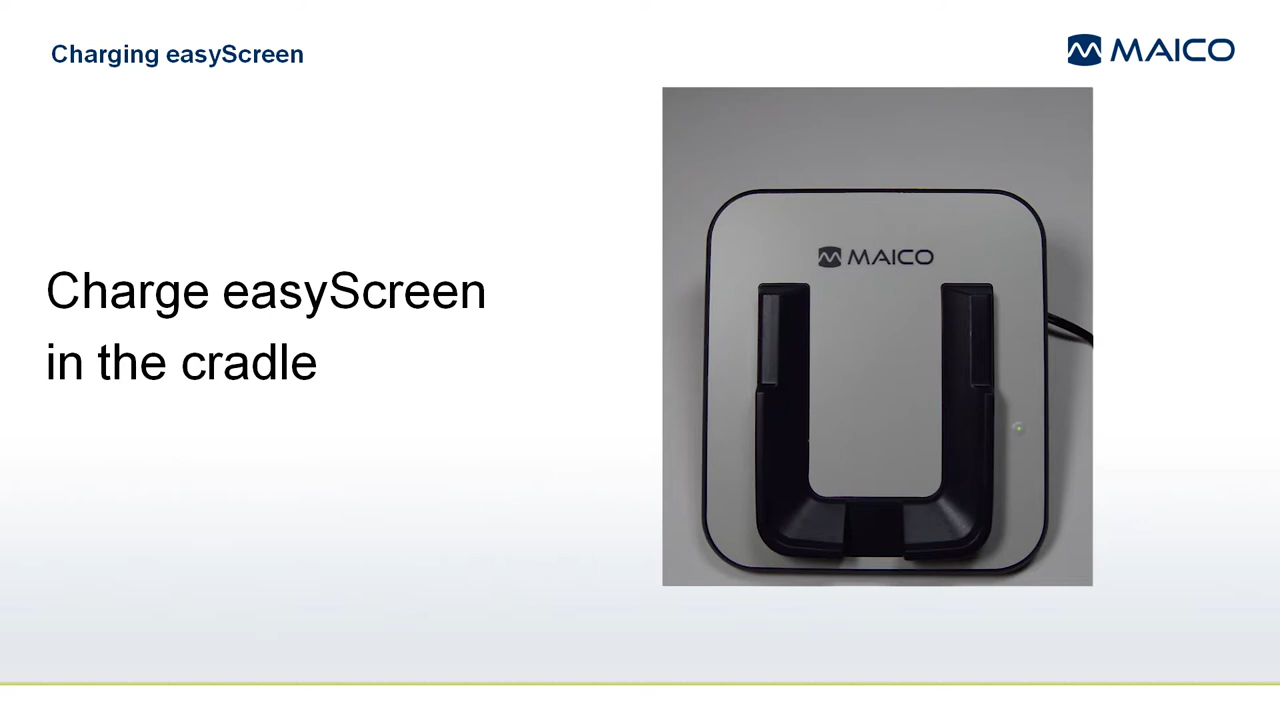 Charging easyScreen
MAICO
Charge easyScreen
in the cradle
MAICO